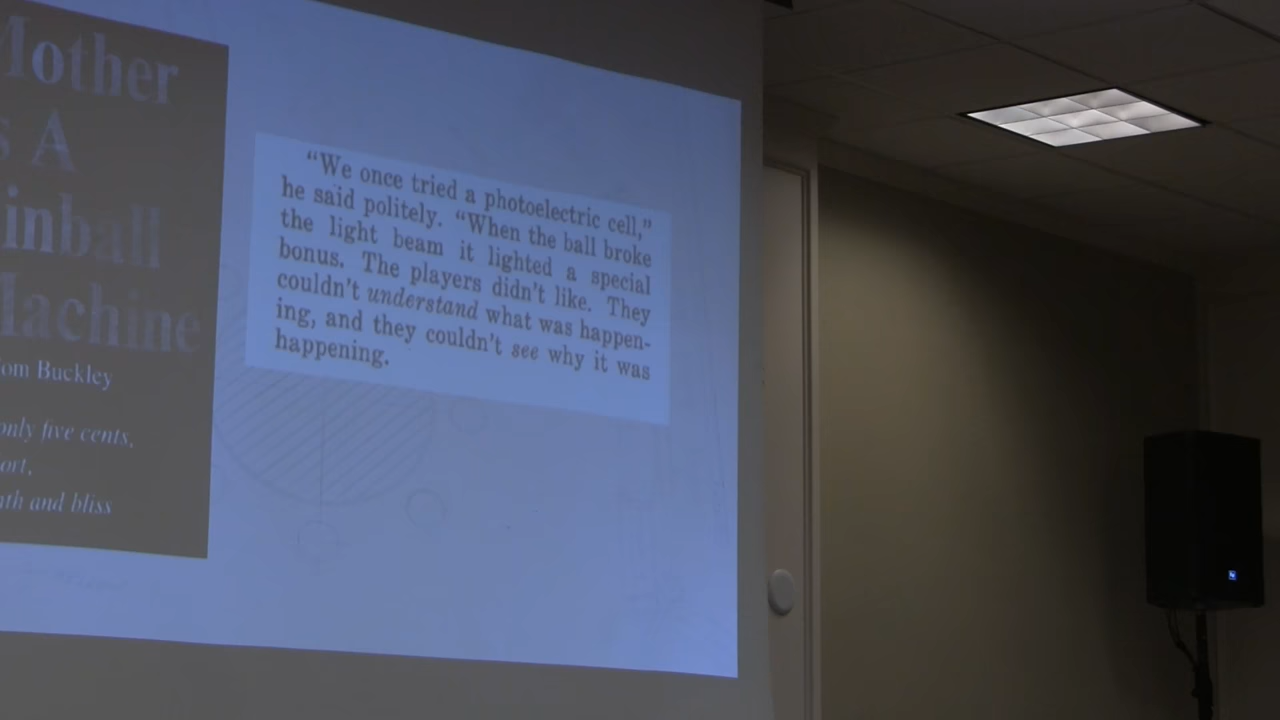 Mother
s A
inball
Machine
om Buckley
only five cents,
ort,
th and bliss
“We once tried a photoelectric cell,”
he said politely. “When the ball broke
the light beam it lighted a special
bonus. The players didn’t like. They
couldn’t understand what was happen-
ing, and they couldn’t see why it was
happening.